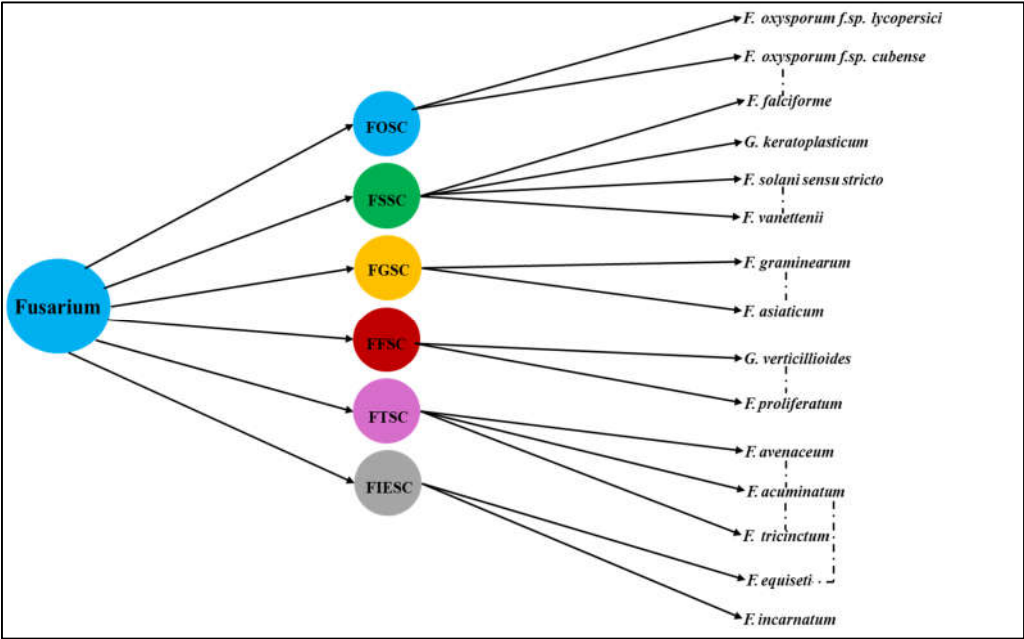 Fusarium
FOSC
FSSC
FGSC
FFSC
FTSC
FIESC
F. oxysporum f.sp. lycopersici
F. oxysporum f.sp. cubense
F. falciforme
G. keratoplasticum
F. solani sensu stricto
F. vanettenii
F. graminearum
F. asiaticum
G. verticillioides
F. proliferatum
F. avenaceum
F. acuminatum
F. tricinctum
F. equiseti
F. incarnatum